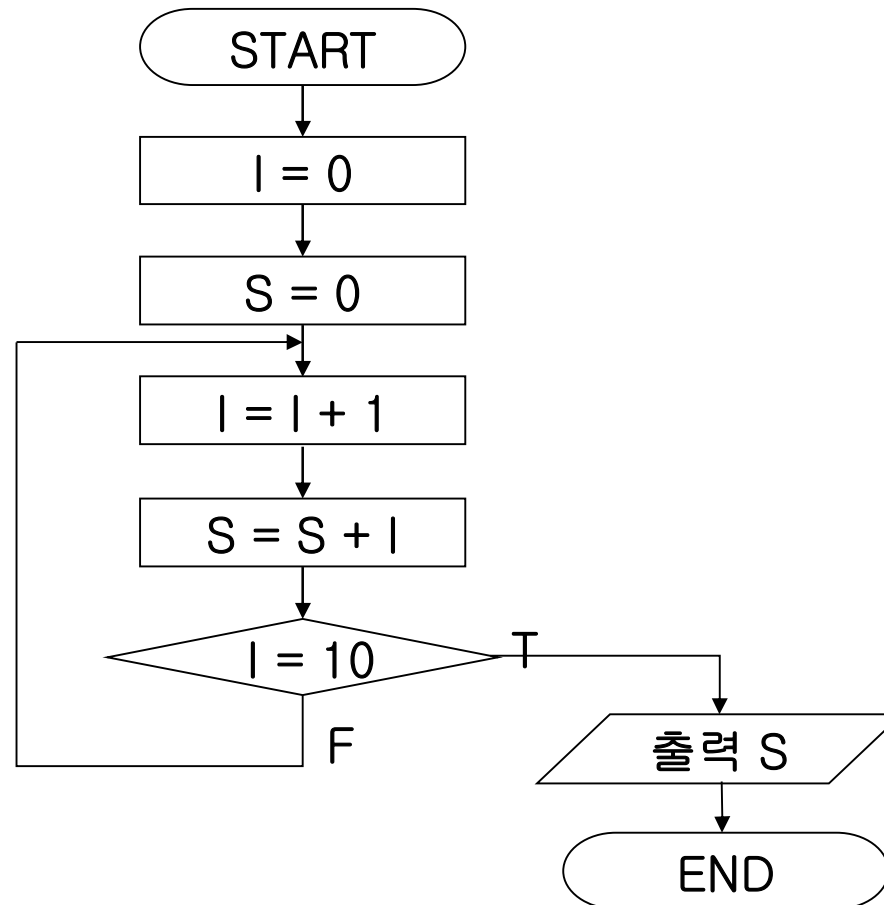 START
I = 0
S = 0
I = I + 1
S = S + I
I = 10
T
F
출력 S
END